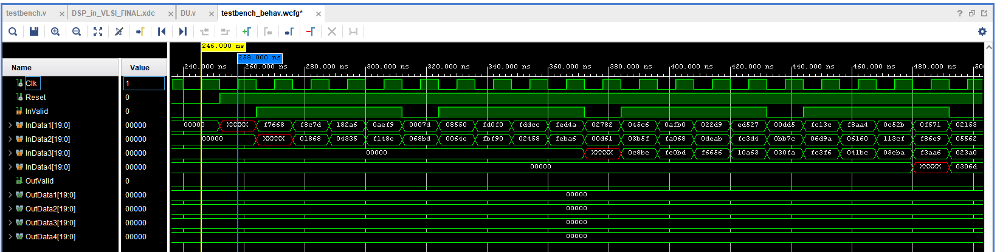 testbench.v × DSP_in_VLSI_FINAL.xdc × DU.v × testbench_behav.wcfg* ×
?
246.000 ns
258.000 ns
240.000 ns 260.000 ns 280.000 ns 300.000 ns 320.000 ns 340.000 ns 360.000 ns 380.000 ns 400.000 ns 420.000 ns 440.000 ns 460.000 ns 480.000 ns 500
Name Value
Clk 1
Reset 0
InValid 0
InData1[19:0] 00000 00000 XXXXX f7668 f8c7d 182a6 0aef9 0007d 08550 fd0f0 fddcc fed4a 02782 045c6 0afb0 022d9 ed527 00dd5 fc13c f8aa4 0c52b 0f571 02153
InData2[19:0] 00000 00000 XXXXX 01868 04335 f148e 068bd 0064e fbf90 02458 feba6 00d61 03b5f fa068 0deab fc3d4 0bb7c 06d9a 06160 113cf f86e9 05562
InData3[19:0] 00000 00000 XXXXX 0c8be fe0bd f6656 10a63 030fa fc3f6 041bc 03eba f3aa6 023a0
InData4[19:0] 00000 00000 XXXXX 0306d
OutValid 0
OutData1[19:0] 00000 00000
OutData2[19:0] 00000 00000
OutData3[19:0] 00000 00000
OutData4[19:0] 00000 00000